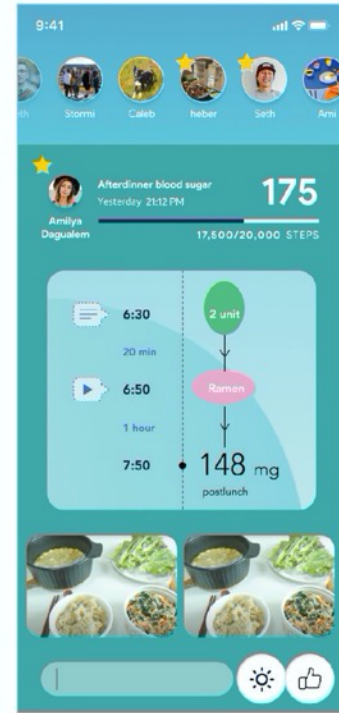 9:41
Stormi
Caleb
heber
Seth
Ami
Afterdinner blood sugar
Yesterday 21:12 PM
175
Amilya
Dagualem
17,500/20,000 STEPS
6:30
2 unit
20 min
6:50
Ramen
1 hour
7:50
148 mg
postlunch